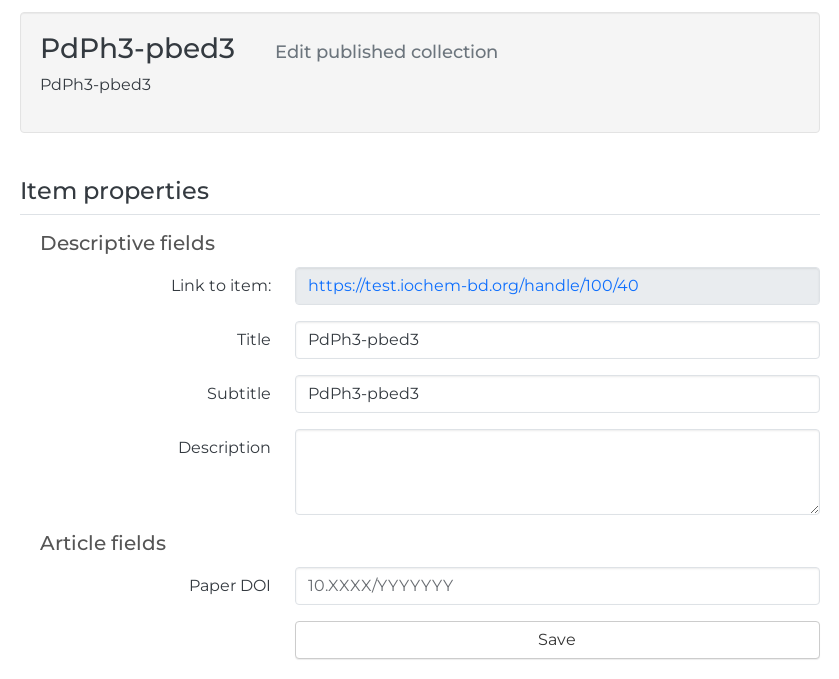 PdPh3-pbed3 Edit published collection
PdPh3-pbed3
Item properties
Descriptive fields
Link to item: https://test.iochem-bd.org/handle/100/40
Title PdPh3-pbed3
Subtitle PdPh3-pbed3
Description
Article fields
Paper DOI 10.XXXX/YYYYYYY
Save